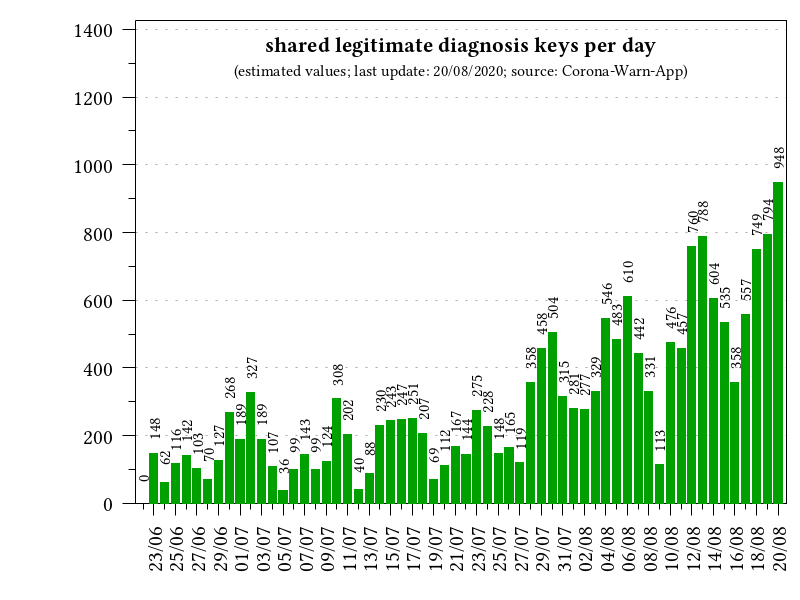 shared legitimate diagnosis keys per day
(estimated values; last update: 20/08/2020; source: Corona-Warn-App)
1400
1200
1000
800
600
400
200
0
0 148 62 116 142 103 70 127 268 189 327 189 107 36 99 143 99 124 308 202 40 88 230 243 247 251 207 69 112 167 144 275 228 148 165 119 358 458 504 315 281 277 329 546 483 610 442 331 113 476 457 760 788 604 535 358 557 749 794 948
23/06 25/06 27/06 29/06 01/07 03/07 05/07 07/07 09/07 11/07 13/07 15/07 17/07 19/07 21/07 23/07 25/07 27/07 29/07 31/07 02/08 04/08 06/08 08/08 10/08 12/08 14/08 16/08 18/08 20/08